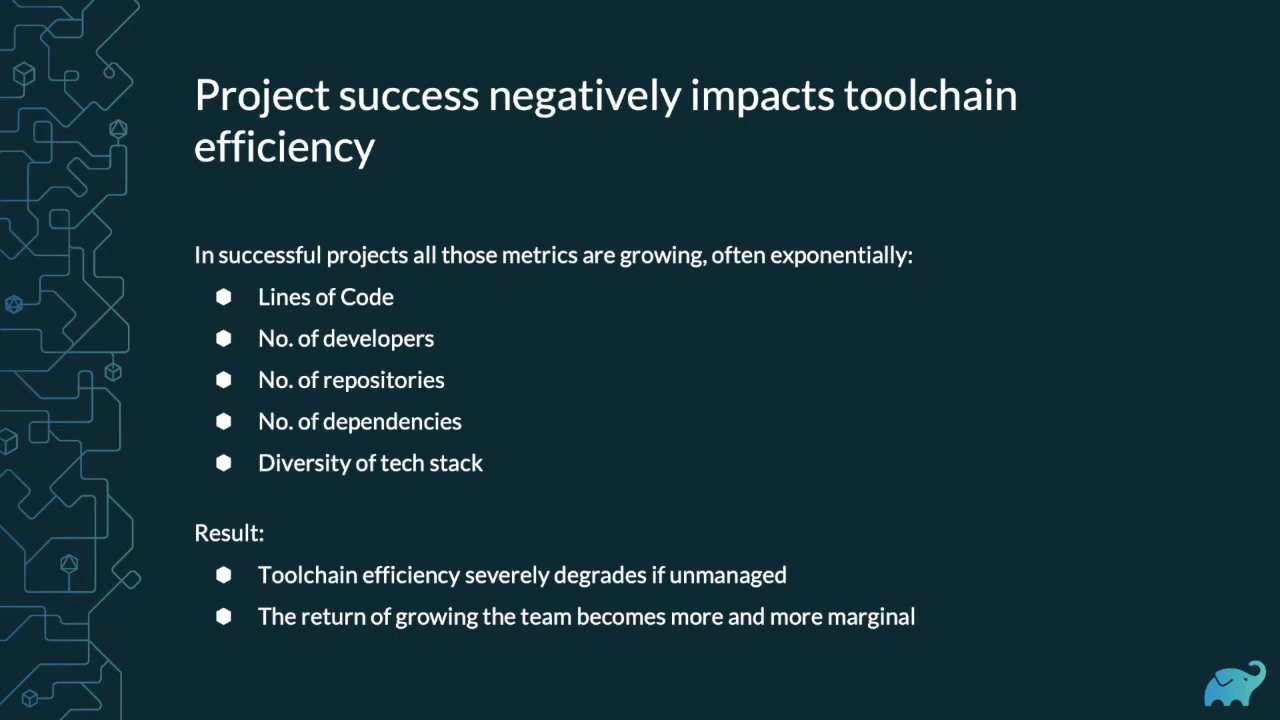 Project success negatively impacts toolchain
efficiency
In successful projects all those metrics are growing, often exponentially:
Lines of Code
No. of developers
No. of repositories
No. of dependencies
Diversity of tech stack
Result:
Toolchain efficiency severely degrades if unmanaged
The return of growing the team becomes more and more marginal